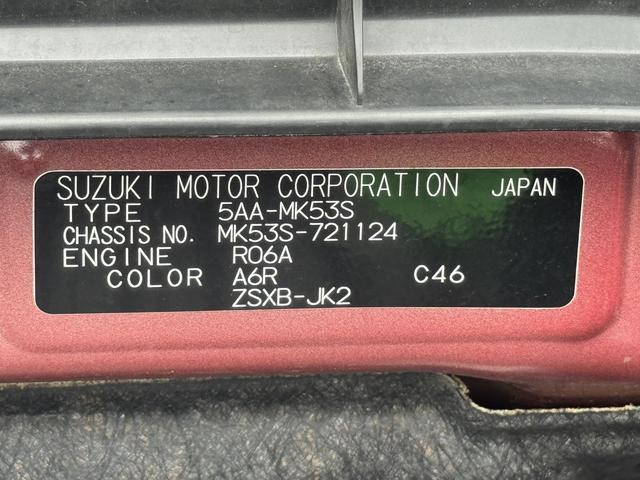 SUZUKI MOTOR CORPORATION JAPAN
TYPE 5AA-MK53S
CHASSIS NO. MK53S-721124
ENGINE R06A
COLOR A6R C46
ZSXB-JK2